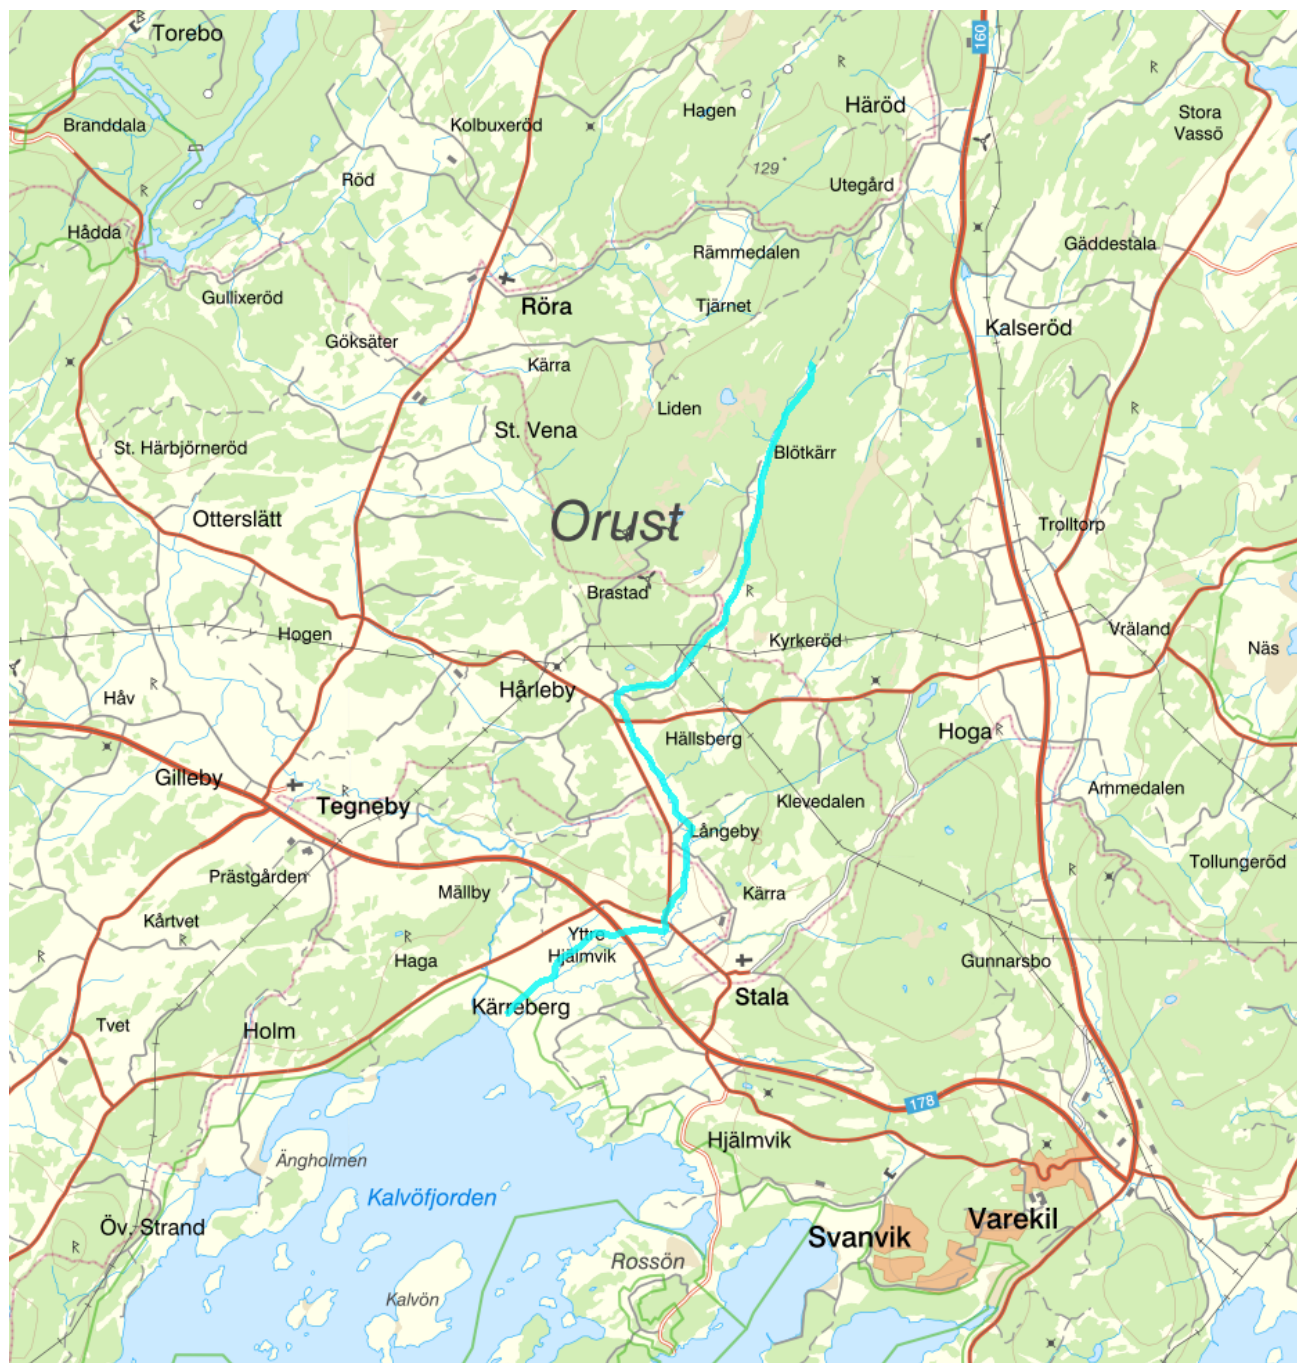 Torebo
160
Hagen
Häröd
Stora
Vassö
Branddala
Kolbuxeröd
129
Röd
Utegård
Hådda
Rämmedalen
Gäddestala
Gullixeröd
Röra
Tjärnet
Kalseröd
Göksäter
Kärra
Liden
St. Vena
St. Härbjörneröd
Blötkärr
Otterslätt
Orust
Trolltorp
Brastad
Hogen
Kyrkeröd
Vräland
Näs
Håv
Hårleby
Hällsberg
Hoga
Gilleby
Tegneby
Klevedalen
Ammedalen
Långeby
Prästgården
Mällby
Kärra
Tollungeröd
Kårtvet
Yttre
Hjälmvik
Haga
Gunnarsbo
Kärreberg
Stala
Tvet
Holm
178
Hjälmvik
Ängholmen
Kalvöfjorden
Öv. Strand
Svanvik
Varekil
Rossön
Kalvön